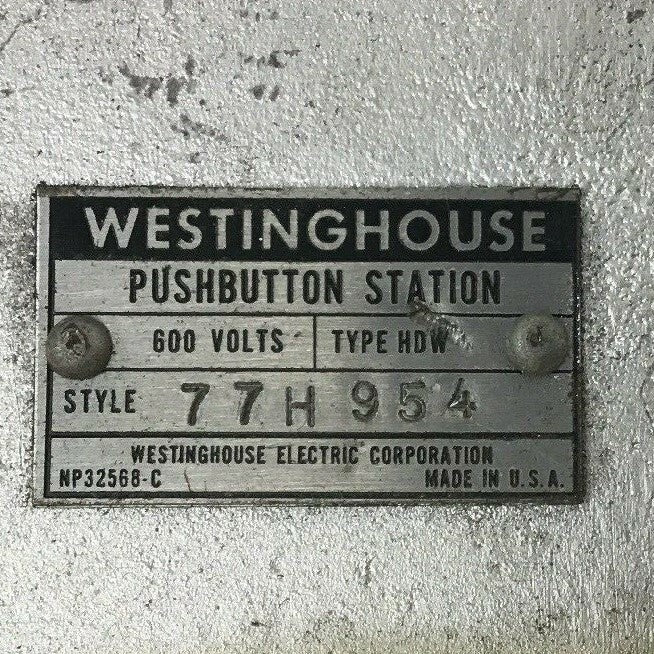 WESTINGHOUSE
PUSHBUTTON STATION
600 VOLTS TYPE HDW
STYLE 77H954
WESTINGHOUSE ELECTRIC CORPORATION
NP32568-C MADE IN U.S.A.